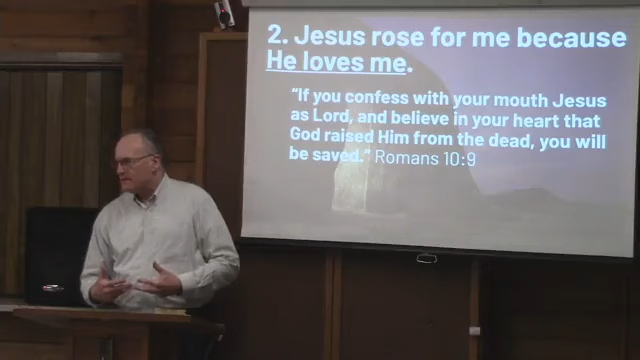 2. Jesus rose for me because
He loves me.
“If you confess with your mouth Jesus
as Lord, and believe in your heart that
God raised Him from the dead, you will
be saved.” Romans 10:9